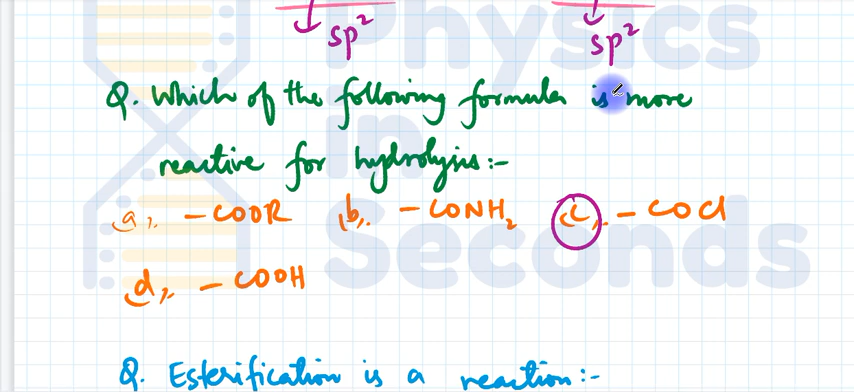 sp²    sp²
Physics
Q. Which of the following formula is more
reactive for hydrolysis:-
in
a, - COOR    b, - CONH₂    c, - COCl
Seconds
d, - COOH
Q. Esterification is a reaction:-